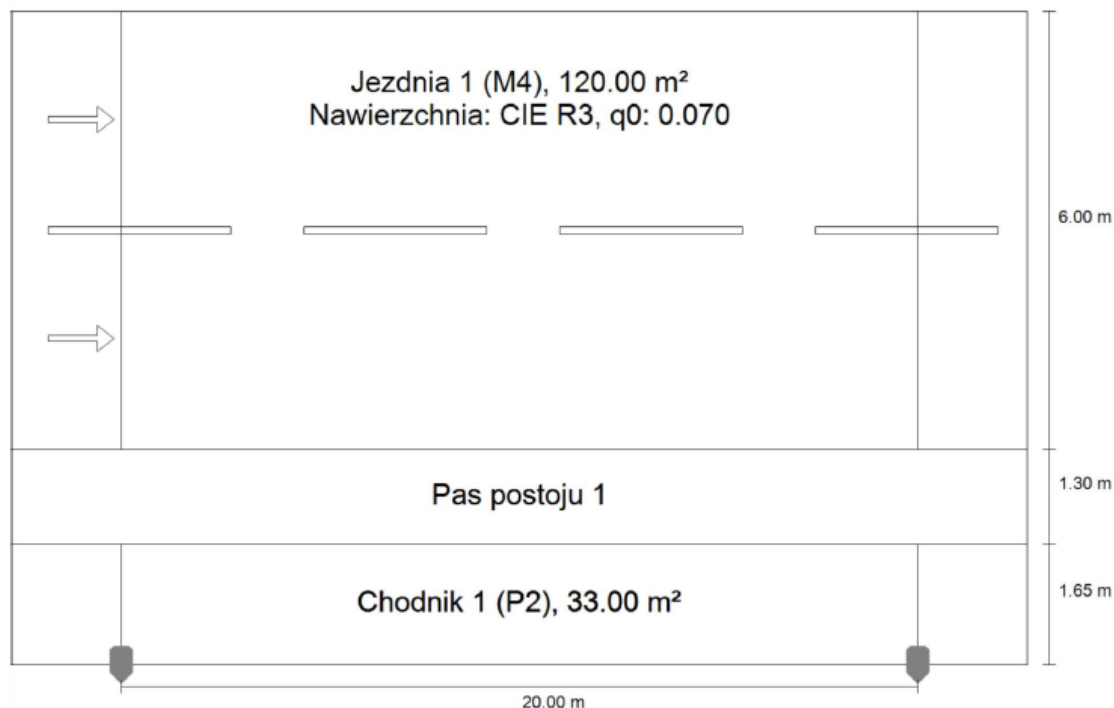 Jezdnia 1 (M4), 120.00 m²
Nawierzchnia: CIE R3, q0: 0.070
6.00 m
Pas postoju 1
1.30 m
Chodnik 1 (P2), 33.00 m²
1.65 m
20.00 m